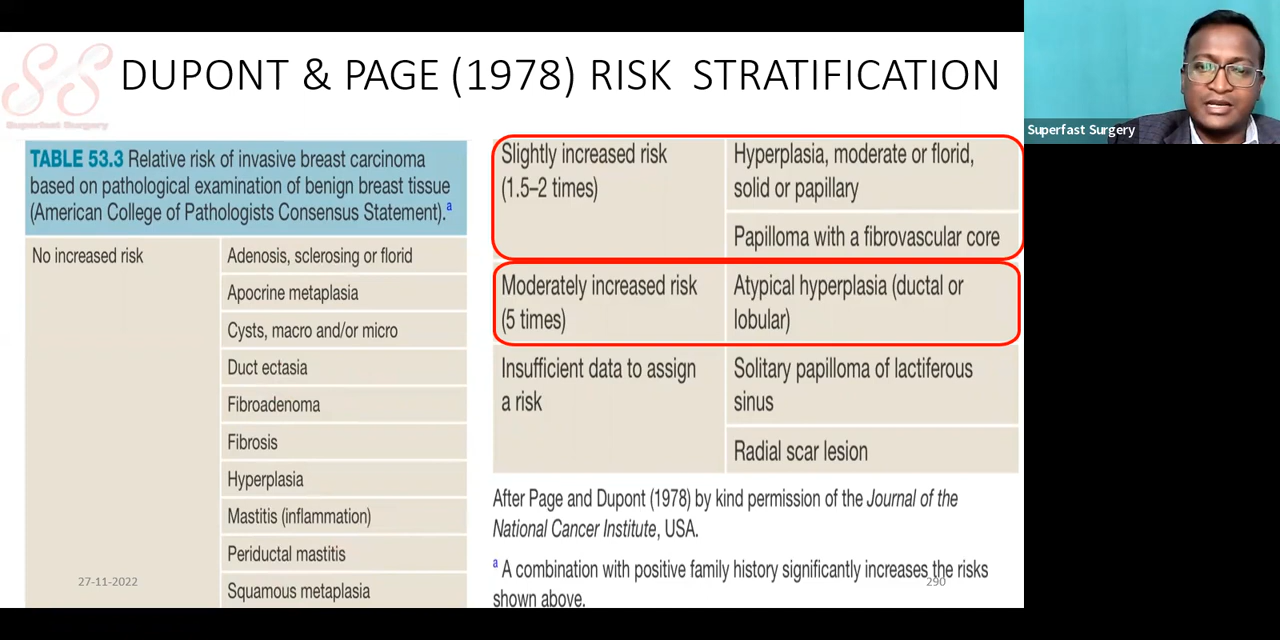 Superfast Surgery
DUPONT & PAGE (1978) RISK STRATIFICATION
Superfast Surgery
TABLE 53.3 Relative risk of invasive breast carcinoma
based on pathological examination of benign breast tissue
(American College of Pathologists Consensus Statement).ᵃ
No increased risk
Adenosis, sclerosing or florid
Apocrine metaplasia
Cysts, macro and/or micro
Duct ectasia
Fibroadenoma
Fibrosis
Hyperplasia
Mastitis (inflammation)
Periductal mastitis
Squamous metaplasia
27-11-2022
Slightly increased risk
(1.5–2 times)
Hyperplasia, moderate or florid,
solid or papillary
Papilloma with a fibrovascular core
Moderately increased risk
(5 times)
Atypical hyperplasia (ductal or
lobular)
Insufficient data to assign
a risk
Solitary papilloma of lactiferous
sinus
Radial scar lesion
After Page and Dupont (1978) by kind permission of the Journal of the
National Cancer Institute, USA.
ᵃ A combination with positive family history significantly increases the risks
shown above.
290